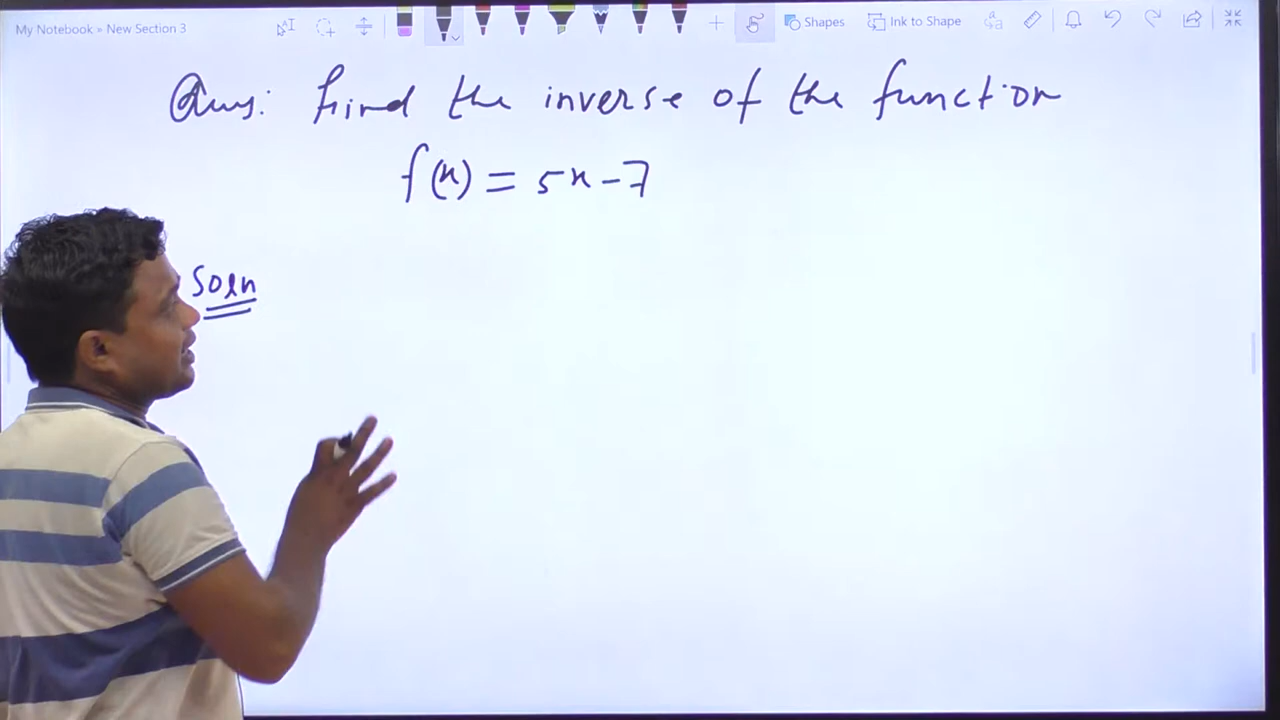 My Notebook » New Section 3
Shapes
Ink to Shape
Ques: Find the inverse of the function
f(x) = 5x-7
Soln